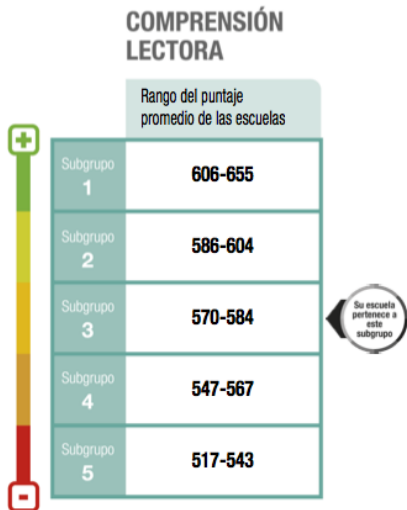 COMPRENSIÓN
LECTORA
Rango del puntaje
promedio de las escuelas
+
Subgrupo
1
606-655
Subgrupo
2
586-604
Subgrupo
3
570-584
Su escuela
pertenece a
este
subgrupo
Subgrupo
4
547-567
Subgrupo
5
517-543
-